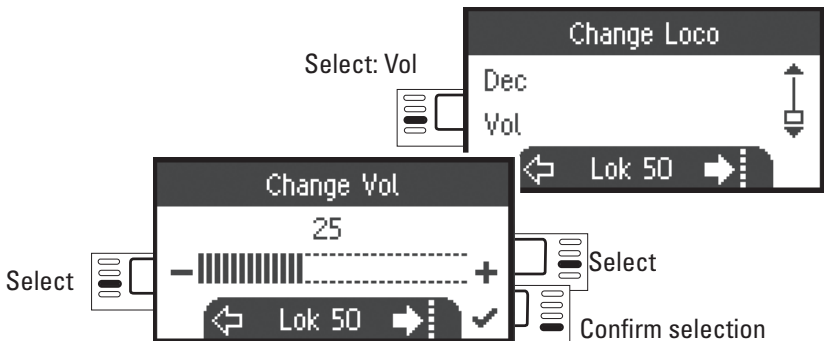 Change Loco
Select: Vol
Dec
Vol
Lok 50
Change Vol
25
Select
– +
Select
Lok 50
Confirm selection